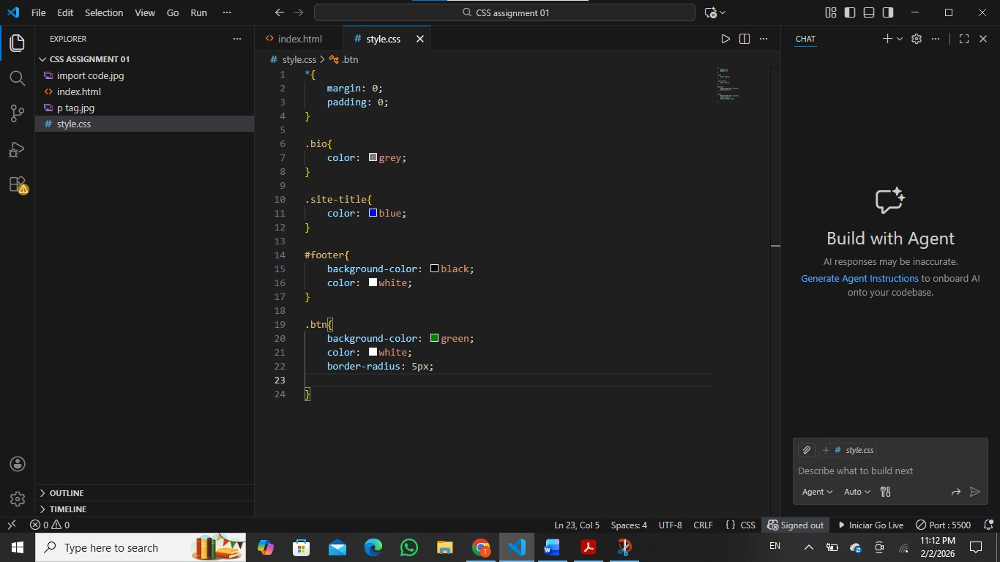 File Edit Selection View Go Run ···
CSS assignment 01
EXPLORER ···
CSS ASSIGNMENT 01
import code.jpg
<> index.html
p tag.jpg
# style.css
OUTLINE
TIMELINE
<> index.html
# style.css ×
# style.css > .btn
1 *{
2 margin: 0;
3 padding: 0;
4 }
5
6 .bio{
7 color: grey;
8 }
9
10 .site-title{
11 color: blue;
12 }
13
14 #footer{
15 background-color: black;
16 color: white;
17 }
18
19 .btn{
20 background-color: green;
21 color: white;
22 border-radius: 5px;
23
24 }
CHAT
Build with Agent
AI responses may be inaccurate.
Generate Agent Instructions to onboard AI
onto your codebase.
+ # style.css
Describe what to build next
Agent Auto
0 0 Ln 23, Col 5 Spaces: 4 UTF-8 CRLF { } CSS Signed out Iniciar Go Live Port : 5500
Type here to search
EN
11:12 PM
2/2/2026